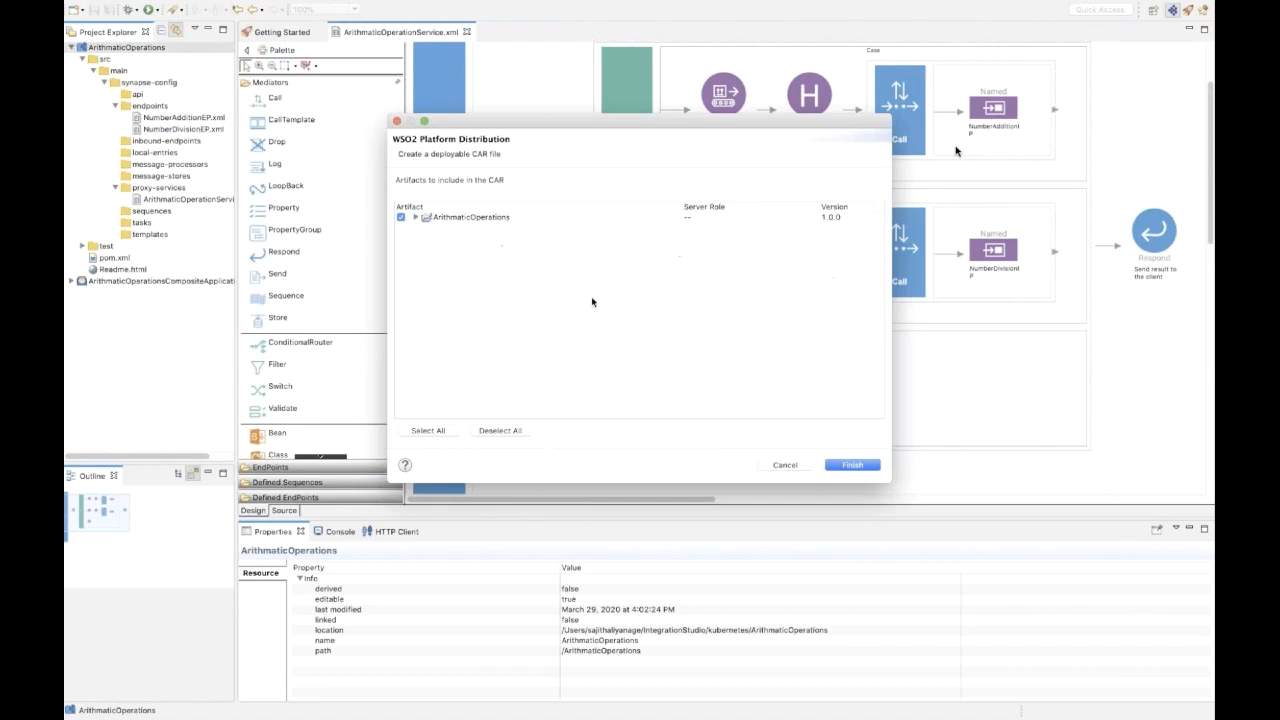 100%
Quick Access
Project Explorer
Getting Started
ArithmaticOperationService.xml
ArithmaticOperations
src
main
synapse-config
api
endpoints
NumberAdditionEP.xml
NumberDivisionEP.xml
inbound-endpoints
local-entries
message-processors
message-stores
proxy-services
ArithmaticOperationServi
sequences
tasks
templates
test
pom.xml
Readme.html
ArithmaticOperationsCompositeApplicati
Palette
Mediators
Call
CallTemplate
Drop
Log
LoopBack
Property
PropertyGroup
Respond
Send
Sequence
Store
ConditionalRouter
Filter
Switch
Validate
Bean
Class
EndPoints
Defined Sequences
Defined EndPoints
Design
Source
Case
H
Call
Named
NumberAdditionI
P
Call
Named
NumberDivisionI
P
Respond
Send result to
the client
WSO2 Platform Distribution
Create a deployable CAR file
Artifacts to include in the CAR
Artifact Server Role Version
ArithmaticOperations -- 1.0.0
Select All
Deselect All
?
Cancel
Finish
Outline
Properties
Console
HTTP Client
ArithmaticOperations
Resource
Property Value
Info
derived false
editable true
last modified March 29, 2020 at 4:02:24 PM
linked false
location /Users/sajithaliyanage/IntegrationStudio/kubernetes/ArithmaticOperations
name ArithmaticOperations
path /ArithmaticOperations
ArithmaticOperations